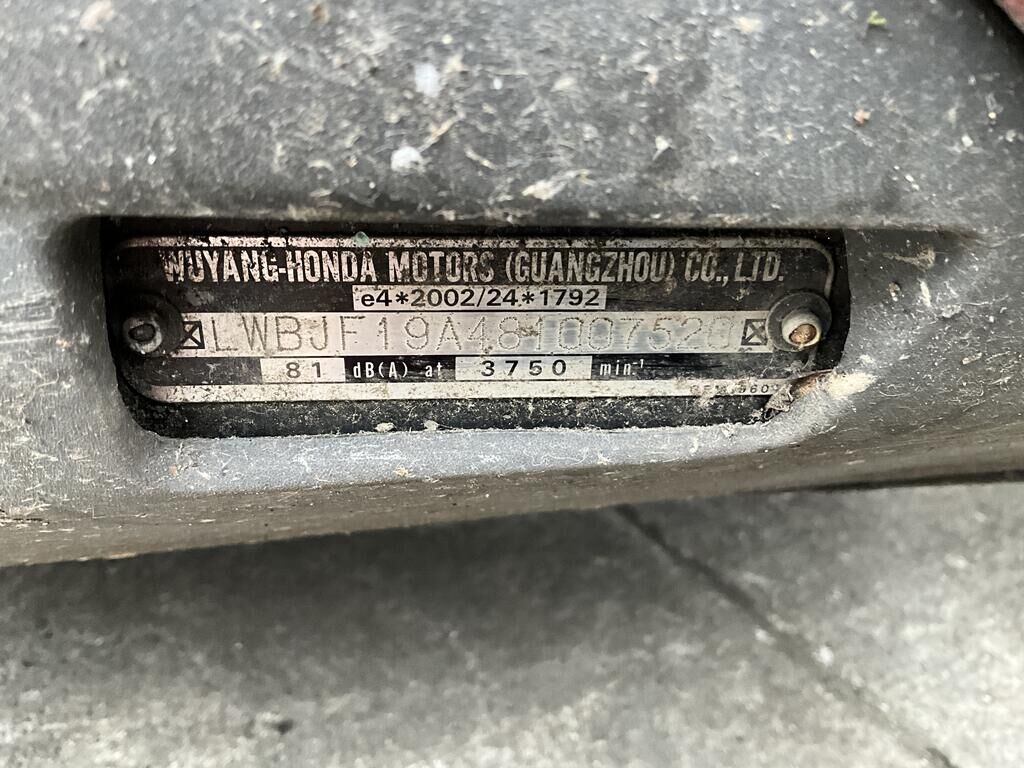 WUYANG-HONDA MOTORS (GUANGZHOU) CO., LTD.
e4*2002/24*1792
LWBJF19A481007520
81 dB(A) at 3750 min⁻¹